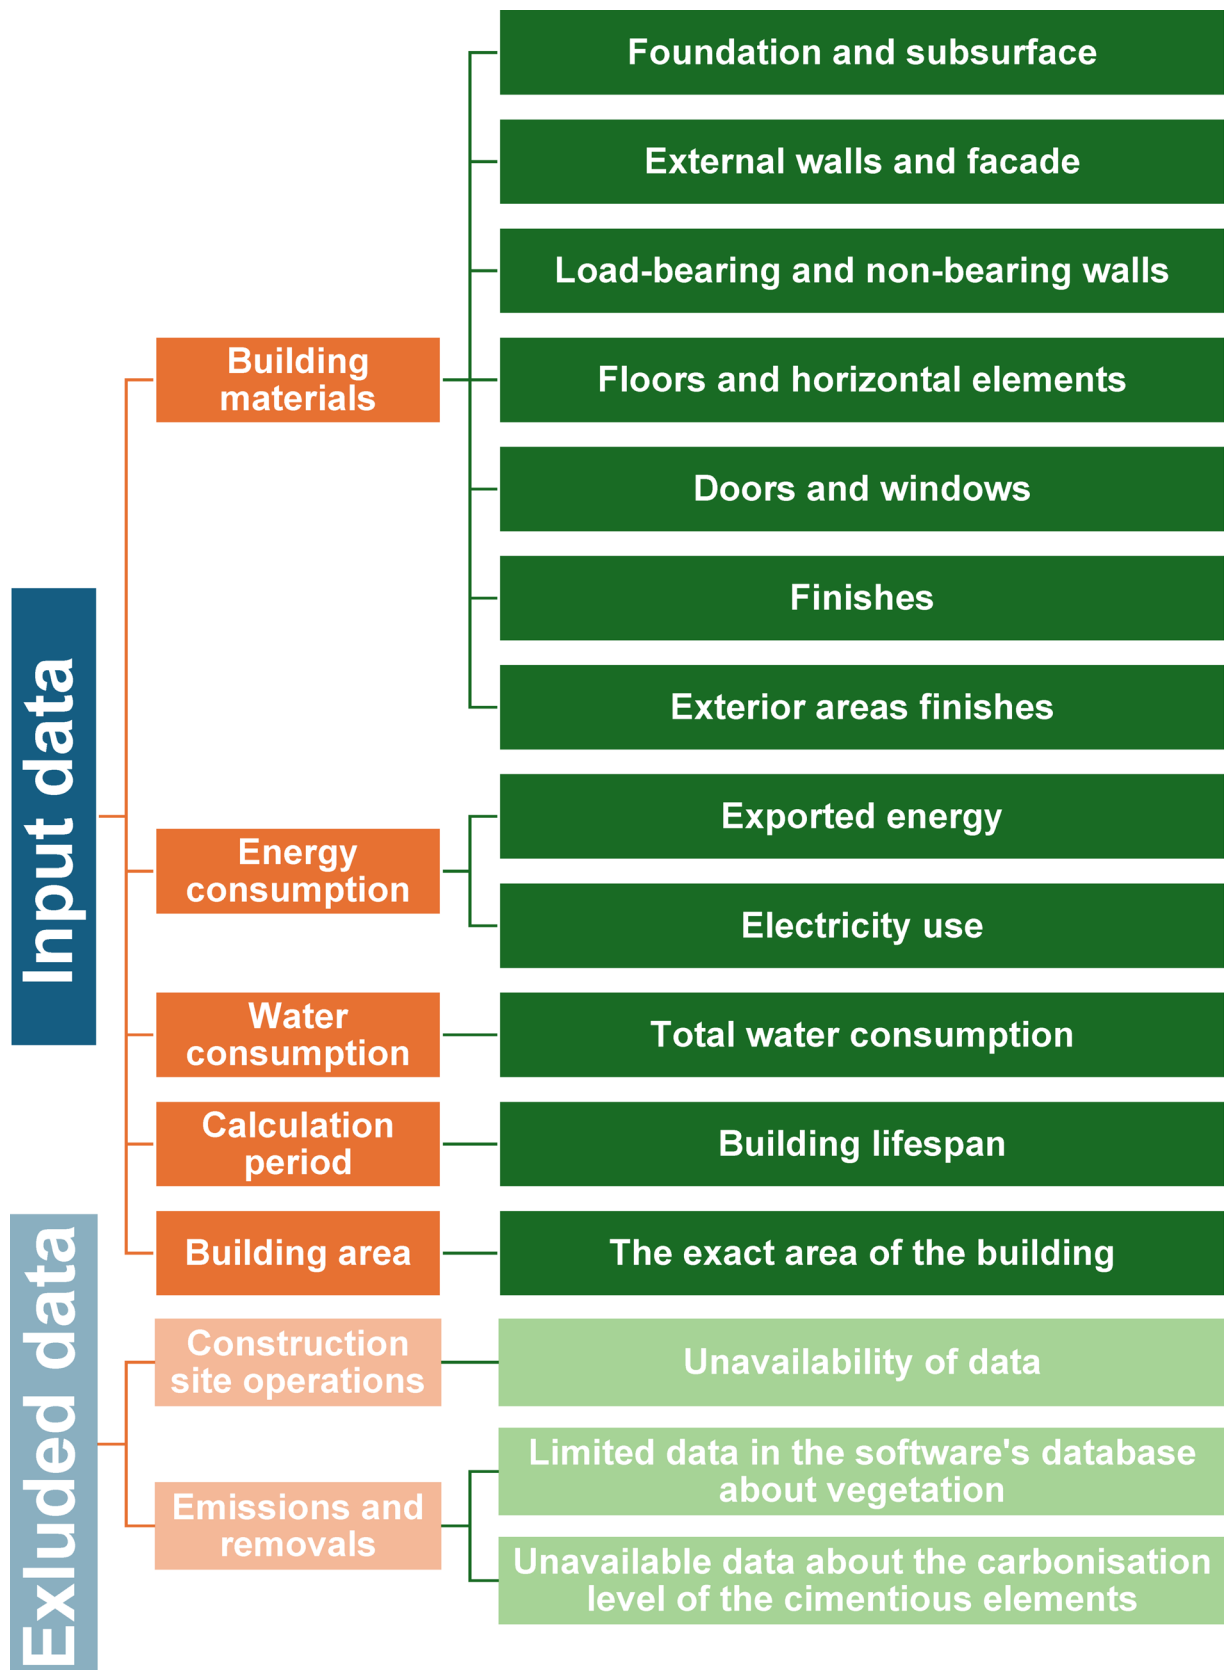 Input data
Building
materials
Foundation and subsurface
External walls and facade
Load-bearing and non-bearing walls
Floors and horizontal elements
Doors and windows
Finishes
Exterior areas finishes
Energy
consumption
Exported energy
Electricity use
Water
consumption
Total water consumption
Calculation
period
Building lifespan
Building area
The exact area of the building
Exluded data
Construction
site operations
Unavailability of data
Emissions and
removals
Limited data in the software's database
about vegetation
Unavailable data about the carbonisation
level of the cimentious elements